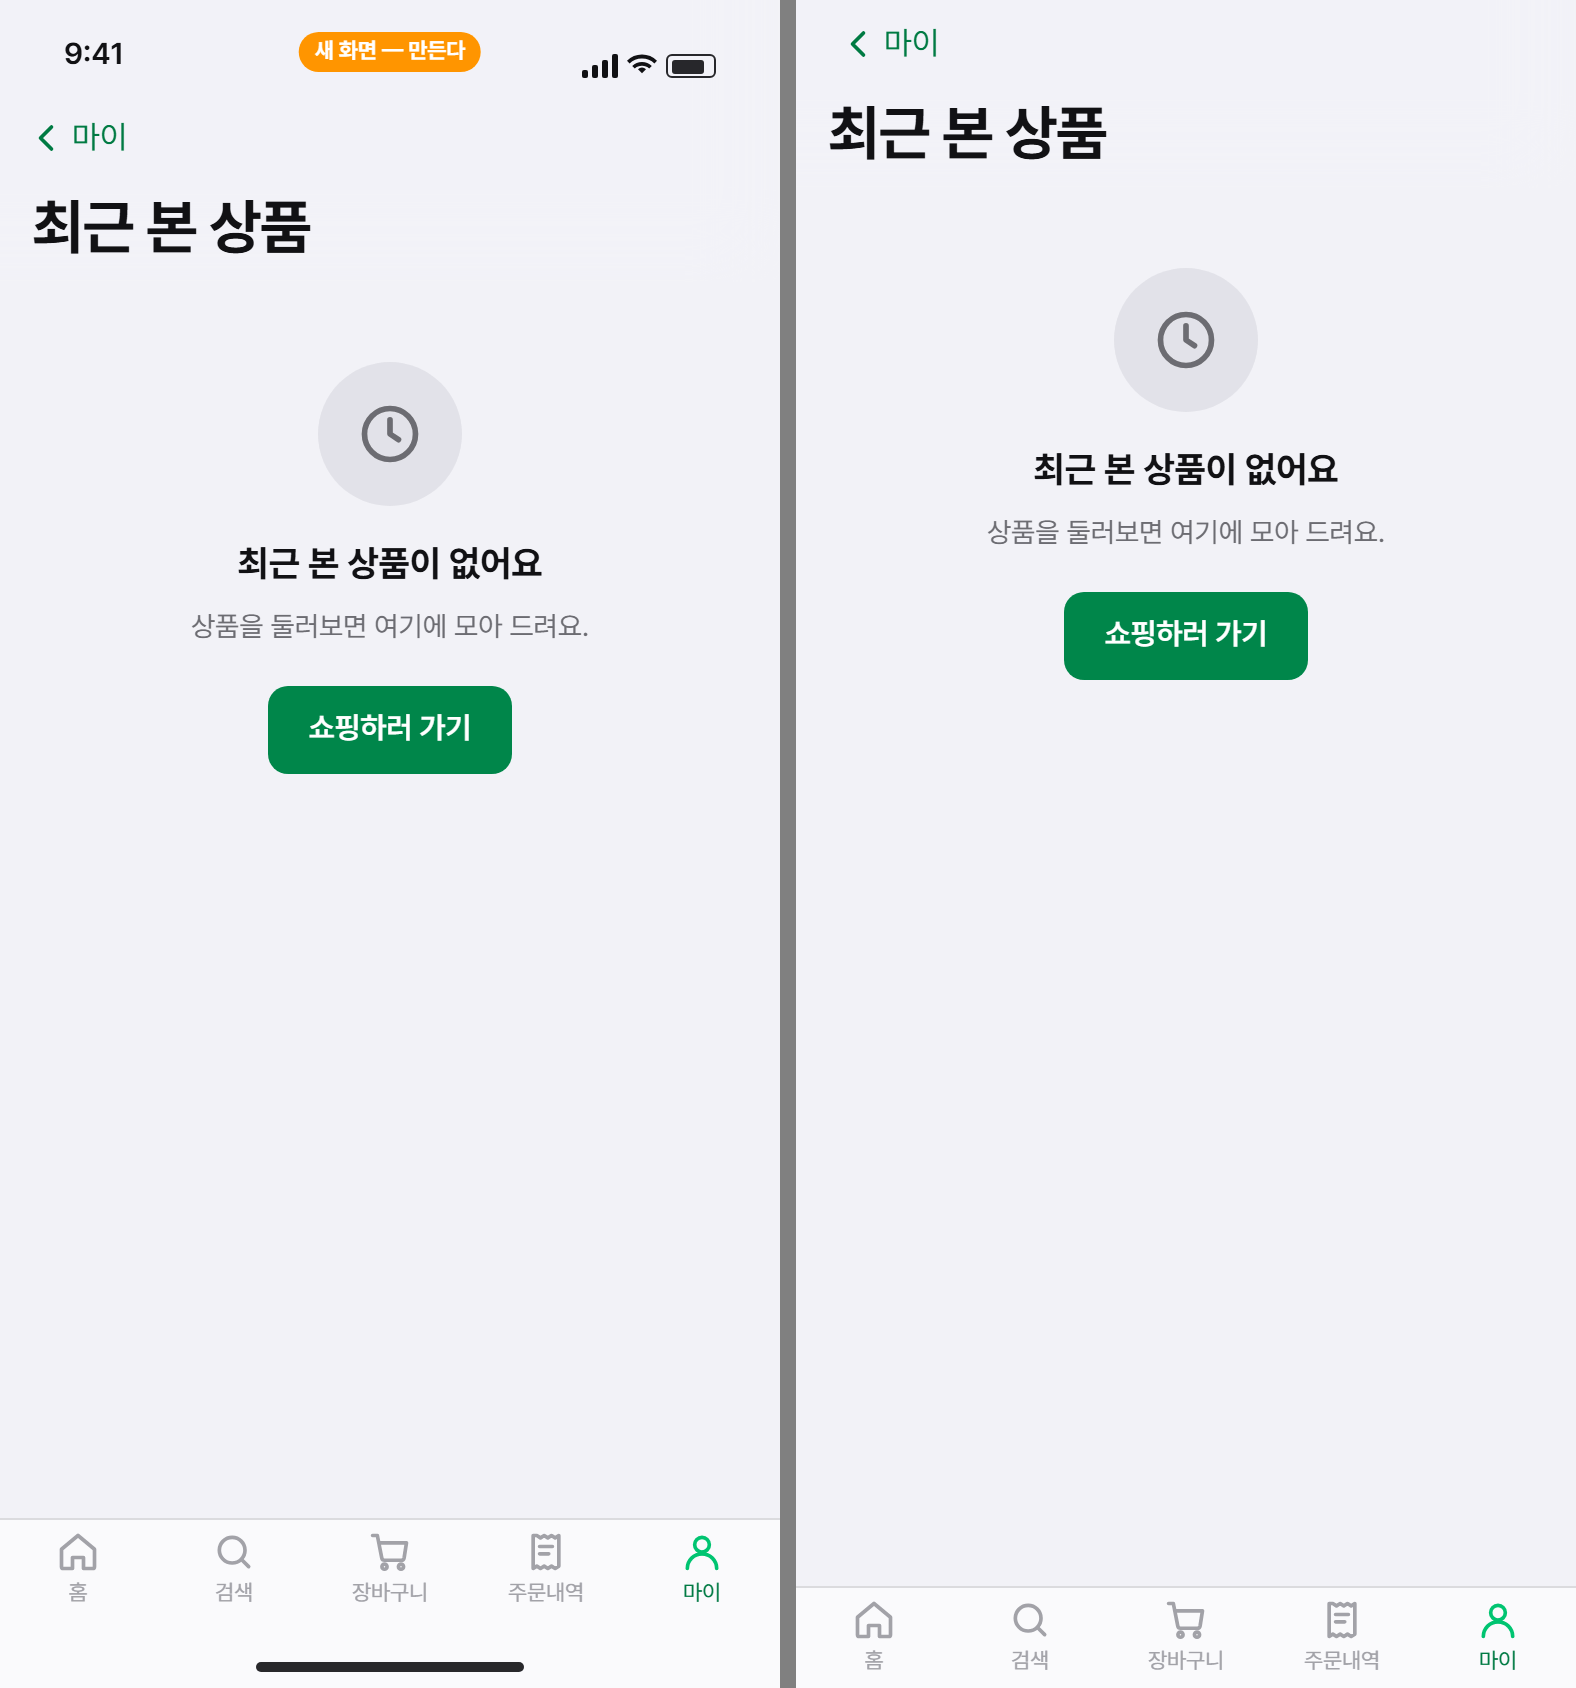 9:41
새 화면 — 만든다
마이
최근 본 상품
최근 본 상품이 없어요
상품을 둘러보면 여기에 모아 드려요.
쇼핑하러 가기
홈
검색
장바구니
주문내역
마이
마이
최근 본 상품
최근 본 상품이 없어요
상품을 둘러보면 여기에 모아 드려요.
쇼핑하러 가기
홈
검색
장바구니
주문내역
마이